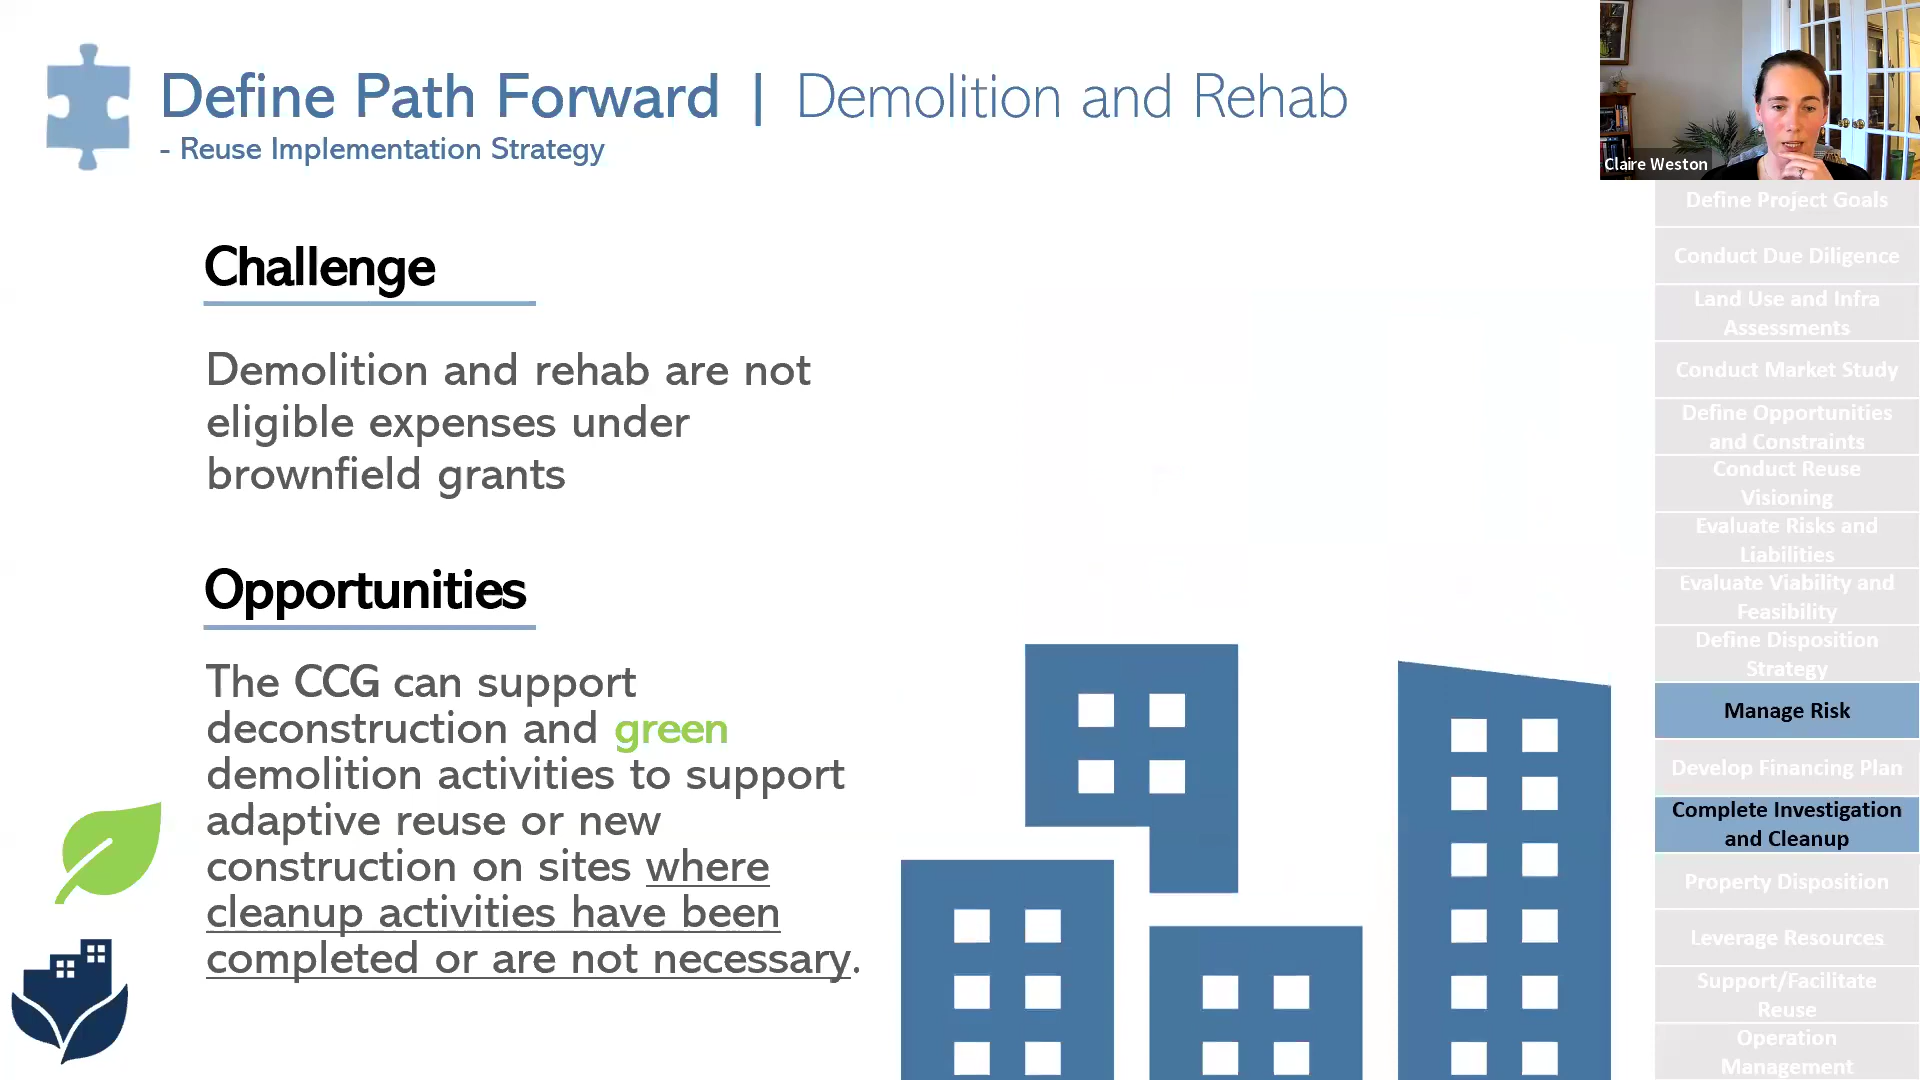 Define Path Forward | Demolition and Rehab
- Reuse Implementation Strategy
Claire Weston
Challenge
Demolition and rehab are not
eligible expenses under
brownfield grants
Opportunities
The CCG can support
deconstruction and green
demolition activities to support
adaptive reuse or new
construction on sites where
cleanup activities have been
completed or are not necessary.
Define Project Goals
Conduct Due Diligence
Land Use and Infra
Assessments
Conduct Market Study
Define Opportunities
and Constraints
Conduct Reuse
Visioning
Evaluate Risks and
Liabilities
Evaluate Viability and
Feasibility
Define Disposition
Strategy
Manage Risk
Develop Financing Plan
Complete Investigation
and Cleanup
Property Disposition
Leverage Resources
Support/Facilitate
Reuse
Operation
Management